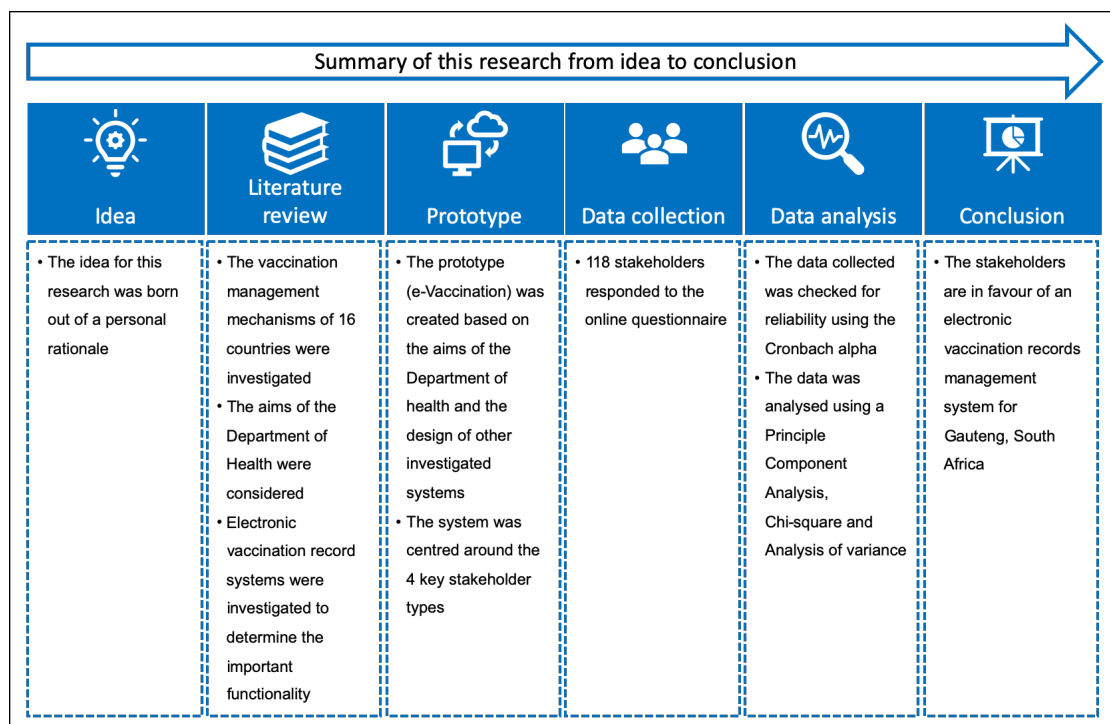 Summary of this research from idea to conclusion
Idea
• The idea for this
research was born
out of a personal
rationale
Literature
review
• The vaccination
management
mechanisms of 16
countries were
investigated
• The aims of the
Department of
Health were
considered
• Electronic
vaccination record
systems were
investigated to
determine the
important
functionality
Prototype
• The prototype
(e-Vaccination) was
created based on
the aims of the
Department of
health and the
design of other
investigated
systems
• The system was
centred around the
4 key stakeholder
types
Data collection
• 118 stakeholders
responded to the
online questionnaire
Data analysis
• The data collected
was checked for
reliability using the
Cronbach alpha
• The data was
analysed using a
Principle
Component
Analysis,
Chi-square and
Analysis of variance
Conclusion
• The stakeholders
are in favour of an
electronic
vaccination records
management
system for
Gauteng, South
Africa